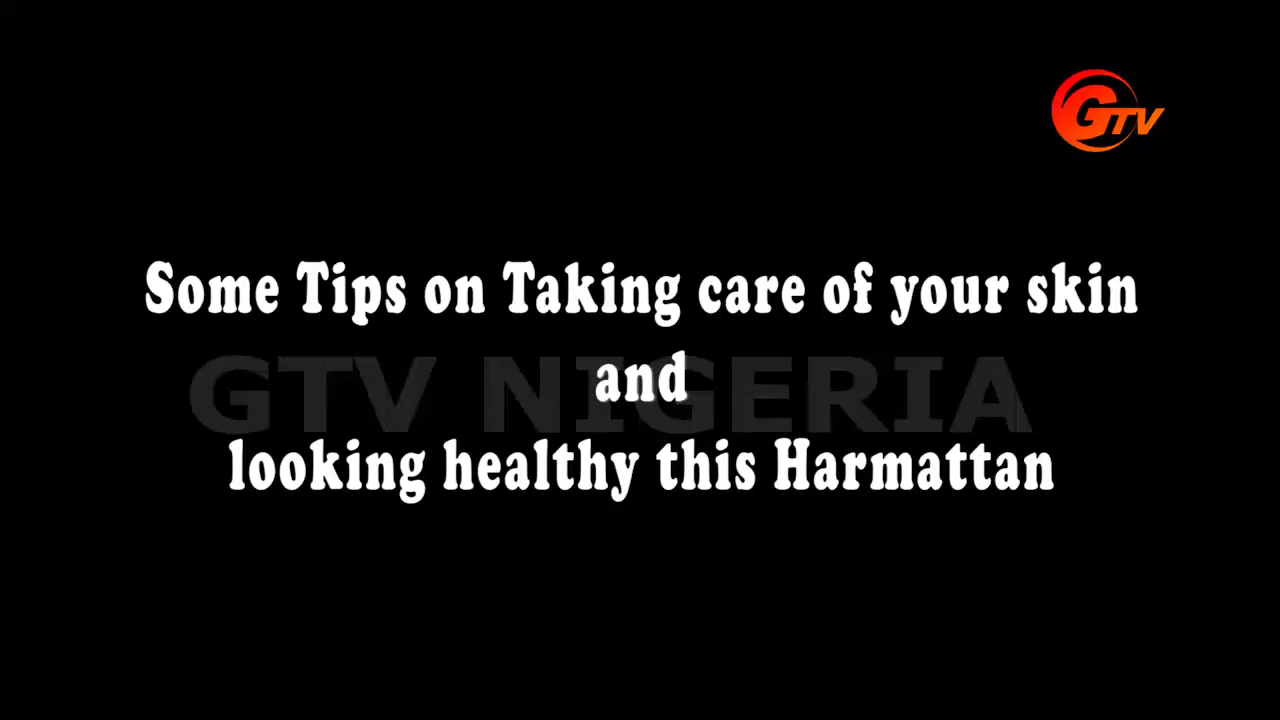 GTV
Some Tips on Taking care of your skin
and
GTV NIGERIA
looking healthy this Harmattan